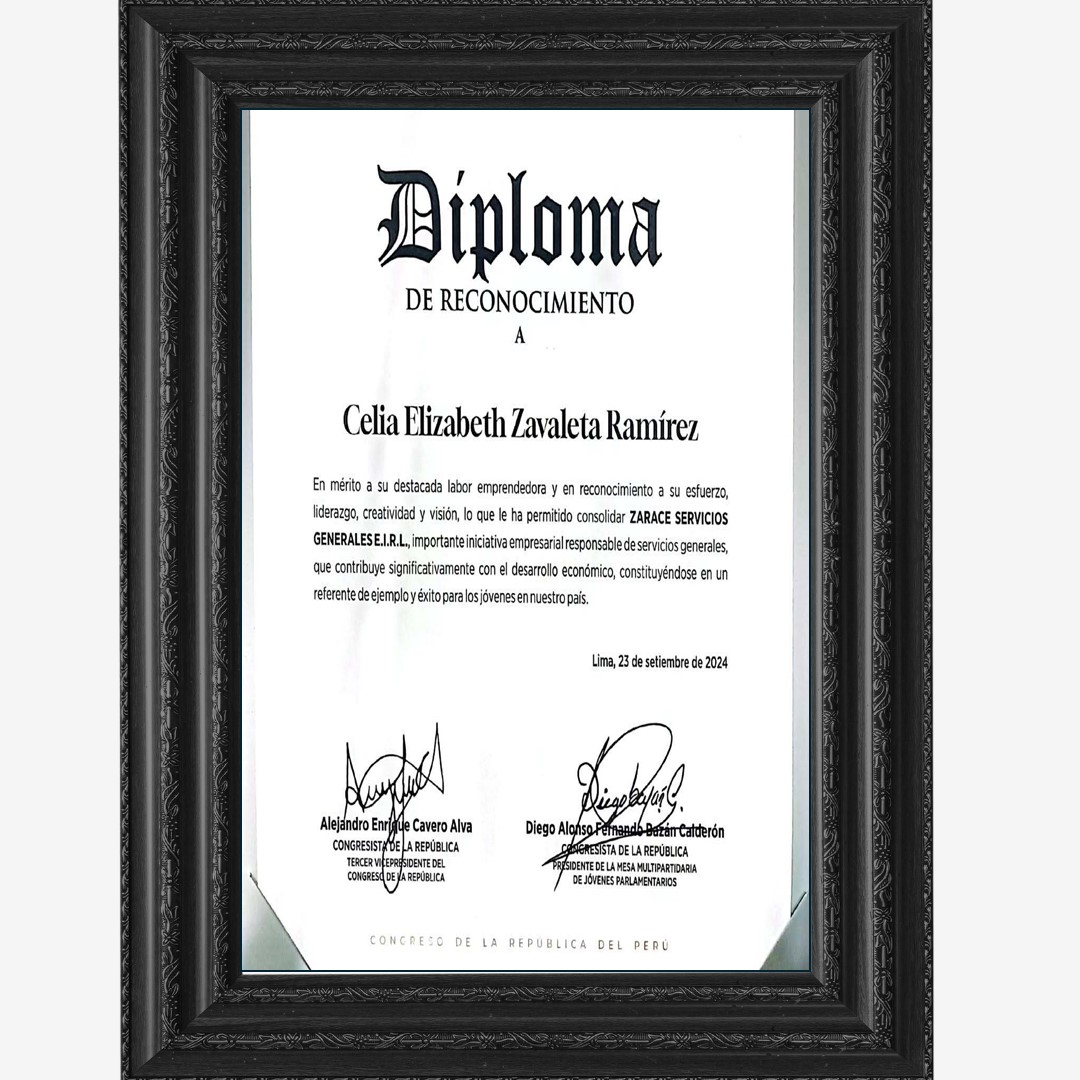 Diploma
DE RECONOCIMIENTO
A
Celia Elizabeth Zavaleta Ramírez
En mérito a su destacada labor emprendedora y en reconocimiento a su esfuerzo,
liderazgo, creatividad y visión, lo que le ha permitido consolidar ZARACE SERVICIOS
GENERALES E.I.R.L., importante iniciativa empresarial responsable de servicios generales,
que contribuye significativamente con el desarrollo económico, constituyéndose en un
referente de ejemplo y éxito para los jóvenes en nuestro país.
Lima, 23 de setiembre de 2024
Alejandro Enrique Cavero Alva
CONGRESISTA DE LA REPÚBLICA
TERCER VICEPRESIDENTE DEL
CONGRESO DE LA REPÚBLICA
Diego Alonso Fernando Bazán Calderón
CONGRESISTA DE LA REPÚBLICA
PRESIDENTE DE LA MESA MULTIPARTIDARIA
DE JÓVENES PARLAMENTARIOS
CONGRESO DE LA REPÚBLICA DEL PERÚ